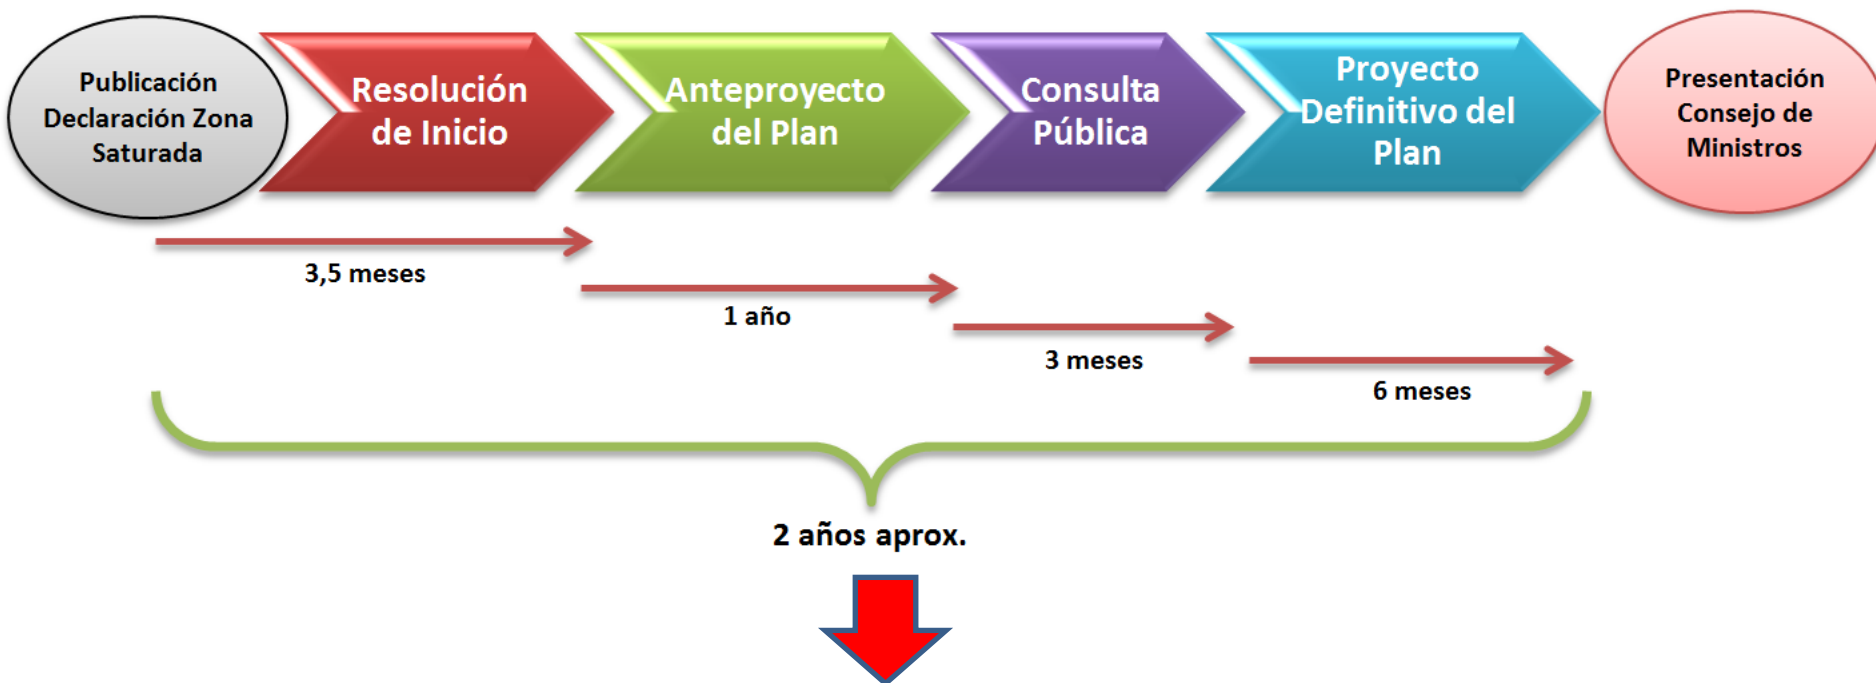 Publicación
Declaración Zona
Saturada
Resolución
de Inicio
Anteproyecto
del Plan
Consulta
Pública
Proyecto
Definitivo del
Plan
Presentación
Consejo de
Ministros
3,5 meses
1 año
3 meses
6 meses
2 años aprox.